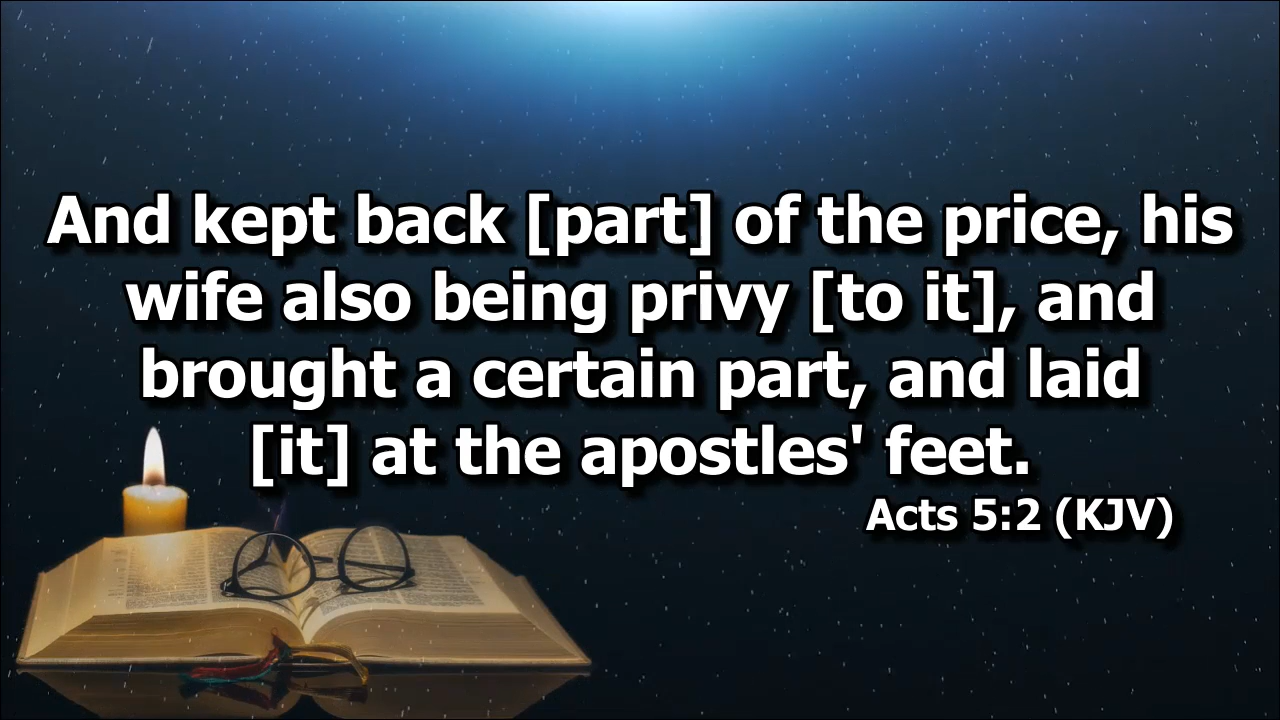 And kept back [part] of the price, his
wife also being privy [to it], and
brought a certain part, and laid
[it] at the apostles' feet.
Acts 5:2 (KJV)